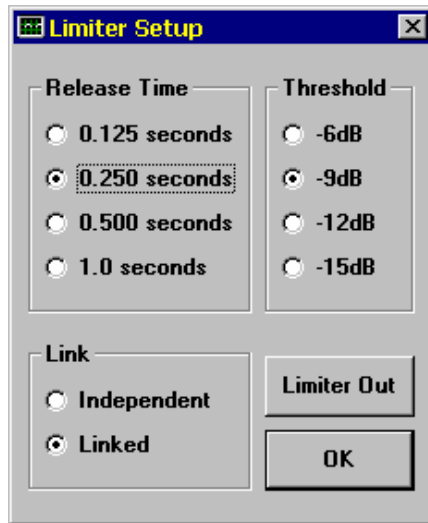 Limiter Setup
Release Time
0.125 seconds
0.250 seconds
0.500 seconds
1.0 seconds
Threshold
-6dB
-9dB
-12dB
-15dB
Link
Independent
Linked
Limiter Out
OK